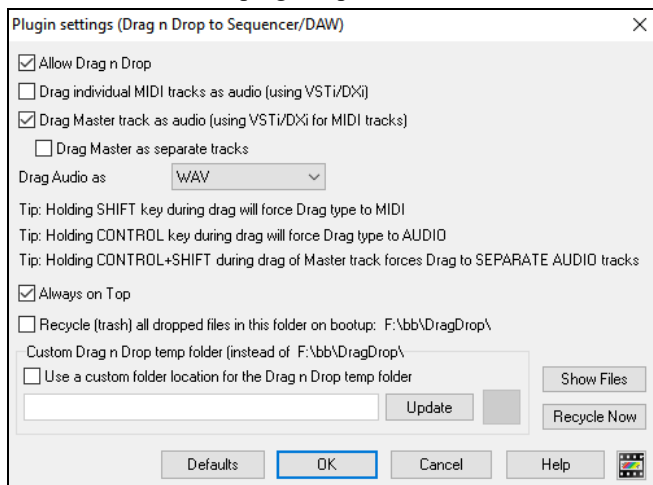 Plugin settings (Drag n Drop to Sequencer/DAW)
Allow Drag n Drop
Drag individual MIDI tracks as audio (using VSTi/DXi)
Drag Master track as audio (using VSTi/DXi for MIDI tracks)
Drag Master as separate tracks
Drag Audio as WAV
Tip: Holding SHIFT key during drag will force Drag type to MIDI
Tip: Holding CONTROL key during drag will force Drag type to AUDIO
Tip: Holding CONTROL+SHIFT during drag of Master track forces Drag to SEPARATE AUDIO tracks
Always on Top
Recycle (trash) all dropped files in this folder on bootup: F:\bb\DragDrop\
Custom Drag n Drop temp folder (instead of F:\bb\DragDrop\
Use a custom folder location for the Drag n Drop temp folder
Show Files
Update
Recycle Now
Defaults OK Cancel Help